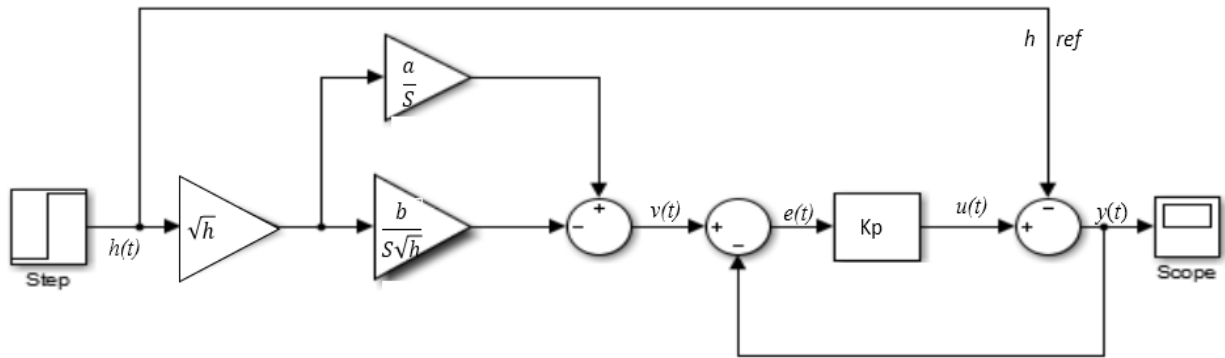 h ref
a
S
√h
b
S√h
+
−
+
−
+
−
v(t)
e(t)
Kp
u(t)
y(t)
h(t)
Step
Scope